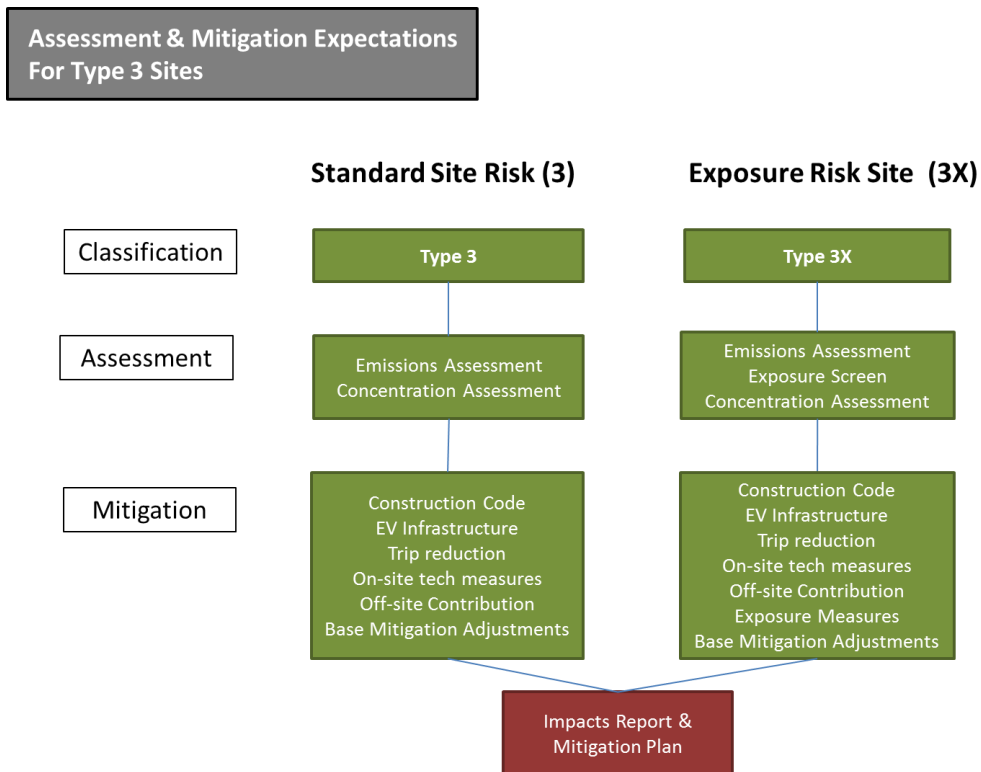 Assessment & Mitigation Expectations
For Type 3 Sites
Standard Site Risk (3)
Exposure Risk Site (3X)
Classification
Type 3
Type 3X
Assessment
Emissions Assessment
Concentration Assessment
Emissions Assessment
Exposure Screen
Concentration Assessment
Mitigation
Construction Code
EV Infrastructure
Trip reduction
On-site tech measures
Off-site Contribution
Base Mitigation Adjustments
Construction Code
EV Infrastructure
Trip reduction
On-site tech measures
Off-site Contribution
Exposure Measures
Base Mitigation Adjustments
Impacts Report &
Mitigation Plan